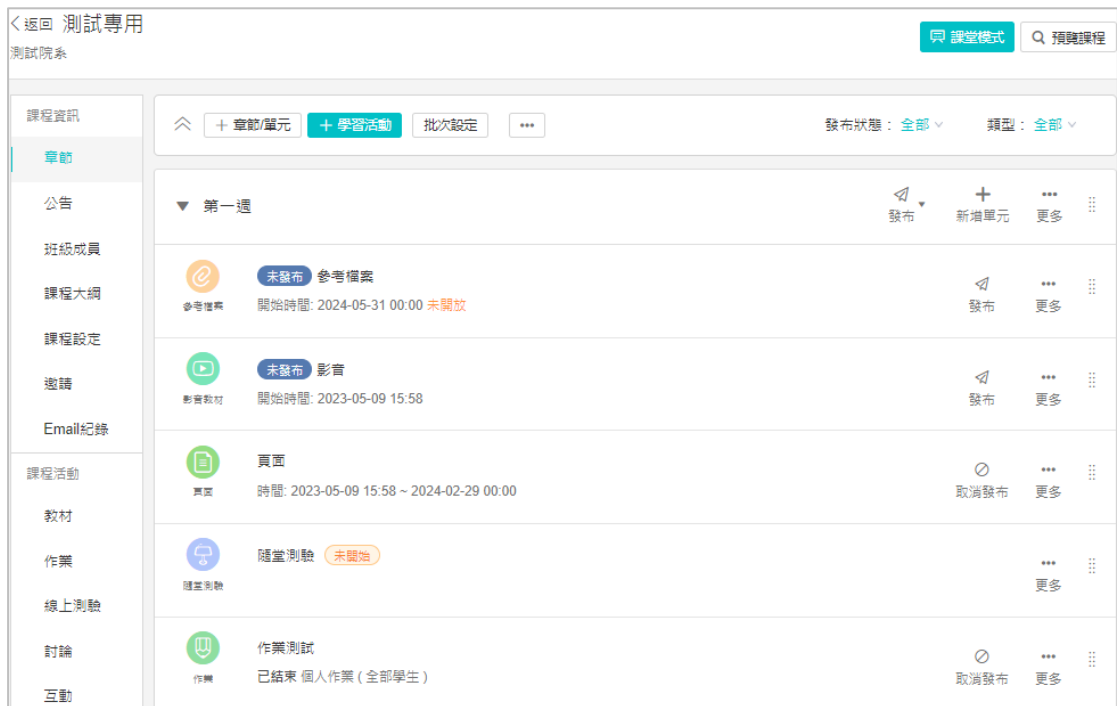 返回 測試專用
測試院系
課堂模式
預覽課程
課程資訊
章節
公告
班級成員
課程大綱
課程設定
邀請
Email紀錄
課程活動
教材
作業
線上測驗
討論
互動
+ 章節/單元 + 學習活動 批次設定 •••
發布狀態： 全部 類型： 全部
第一週
發布
新增單元
更多
參考檔案
未發布 參考檔案
開始時間: 2024-05-31 00:00 未開放
發布
更多
影音教材
未發布 影音
開始時間: 2023-05-09 15:58
發布
更多
頁面
頁面
時間: 2023-05-09 15:58 ~ 2024-02-29 00:00
取消發布
更多
隨堂測驗
隨堂測驗 未開始
更多
作業
作業測試
已結束 個人作業 ( 全部學生 )
取消發布
更多